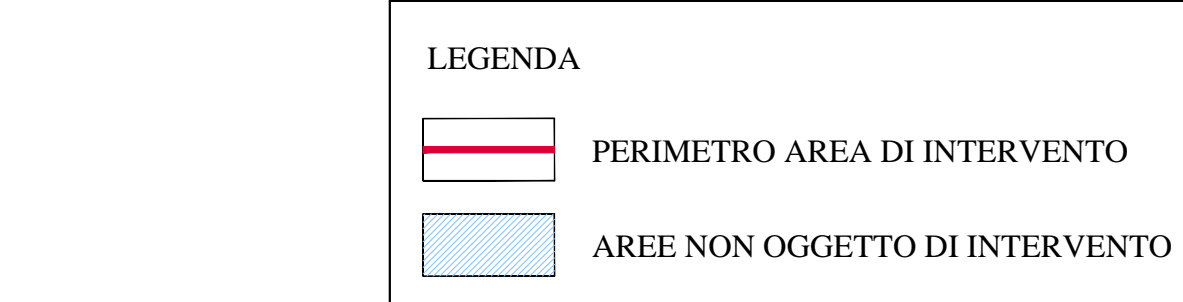 LEGENDA
PERIMETRO AREA DI INTERVENTO
AREE NON OGGETTO DI INTERVENTO